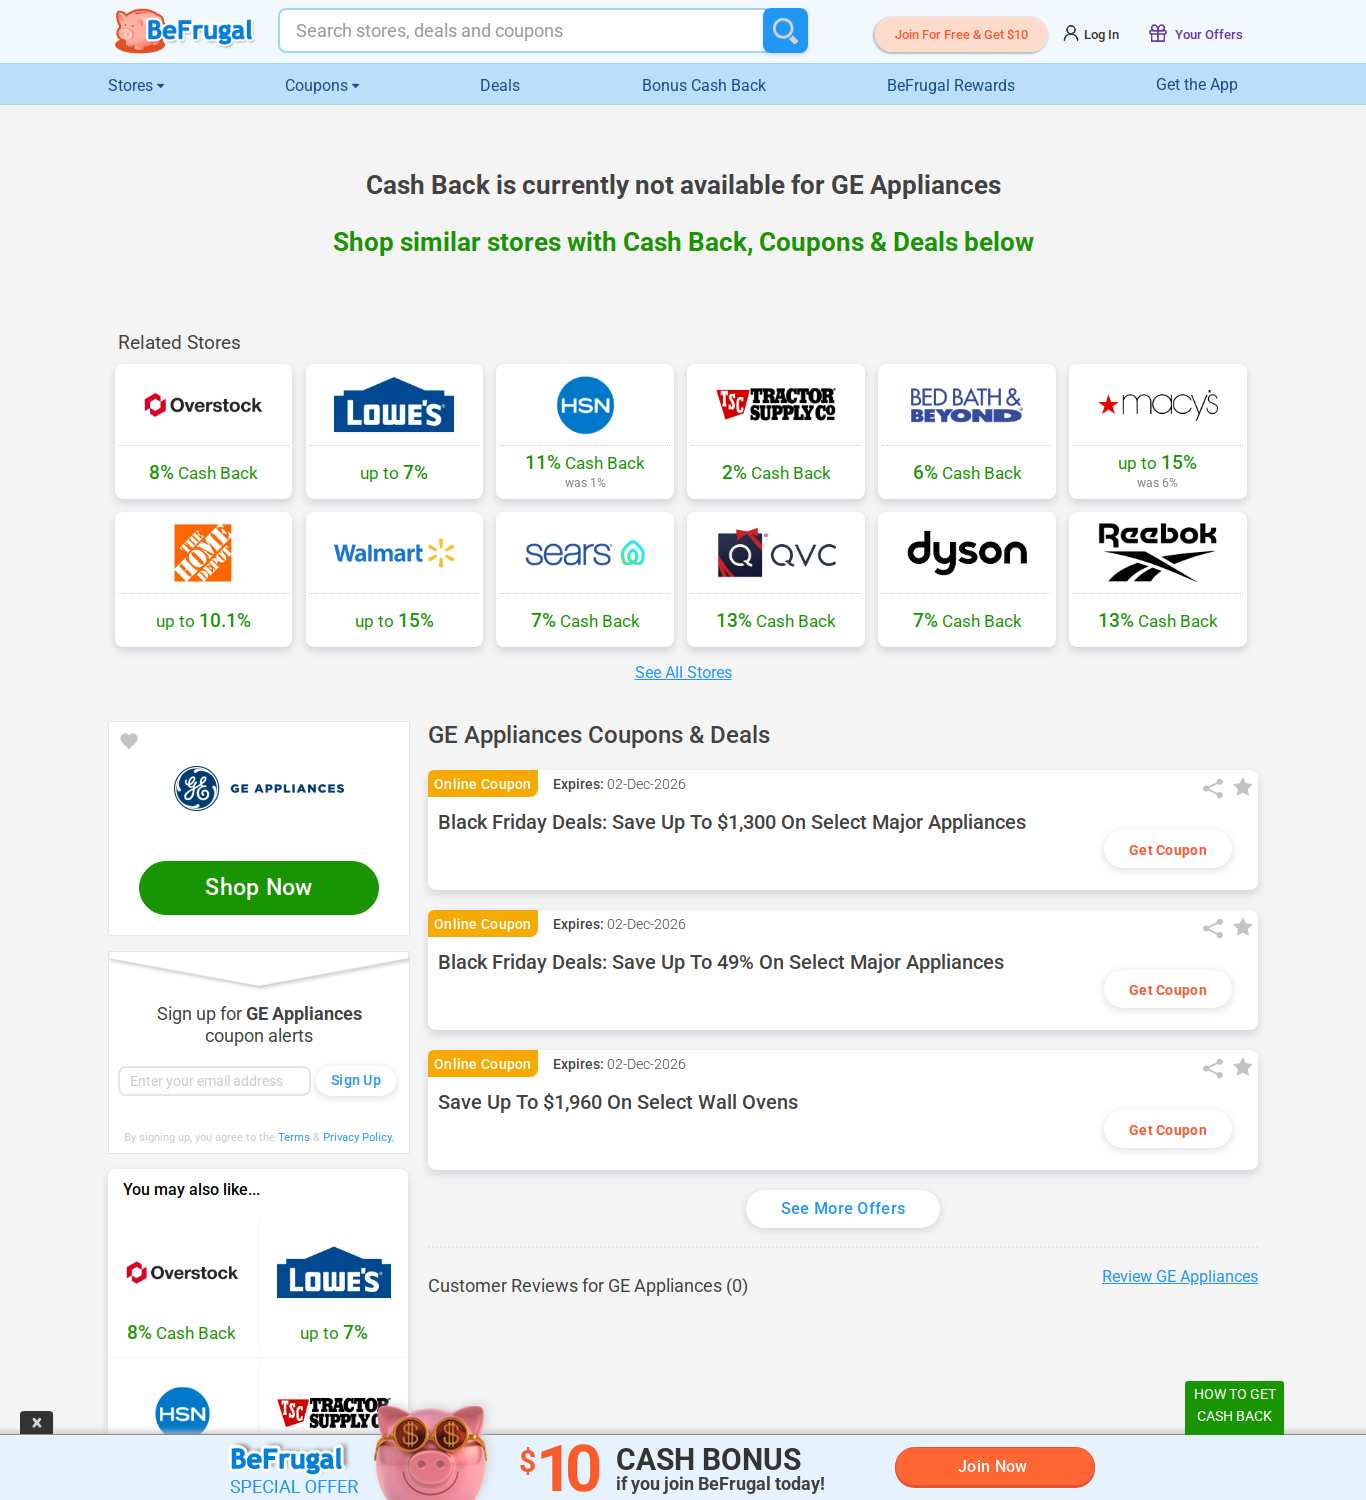 BeFrugal
Search stores, deals and coupons
Join For Free & Get $10
Log In
Your Offers
Stores
Coupons
Deals
Bonus Cash Back
BeFrugal Rewards
Get the App
Cash Back is currently not available for GE Appliances
Shop similar stores with Cash Back, Coupons & Deals below
Related Stores
Overstock
LOWE'S
HSN
TSC TRACTOR SUPPLY CO
BED BATH & BEYOND
macy's
8% Cash Back
up to 7%
11% Cash Back
was 1%
2% Cash Back
6% Cash Back
up to 15%
was 6%
THE HOME DEPOT
Walmart
sears
Q QVC
dyson
Reebok
up to 10.1%
up to 15%
7% Cash Back
13% Cash Back
7% Cash Back
13% Cash Back
See All Stores
GE APPLIANCES
Shop Now
Sign up for GE Appliances
coupon alerts
Enter your email address
Sign Up
By signing up, you agree to the Terms & Privacy Policy.
You may also like...
Overstock
LOWE'S
8% Cash Back
up to 7%
HSN
TSC TRACTOR SUPPLY CO
GE Appliances Coupons & Deals
Online Coupon
Expires: 02-Dec-2026
Black Friday Deals: Save Up To $1,300 On Select Major Appliances
Get Coupon
Online Coupon
Expires: 02-Dec-2026
Black Friday Deals: Save Up To 49% On Select Major Appliances
Get Coupon
Online Coupon
Expires: 02-Dec-2026
Save Up To $1,960 On Select Wall Ovens
Get Coupon
See More Offers
Customer Reviews for GE Appliances (0)
Review GE Appliances
HOW TO GET
CASH BACK
x
BeFrugal
SPECIAL OFFER
$10
CASH BONUS
if you join BeFrugal today!
Join Now